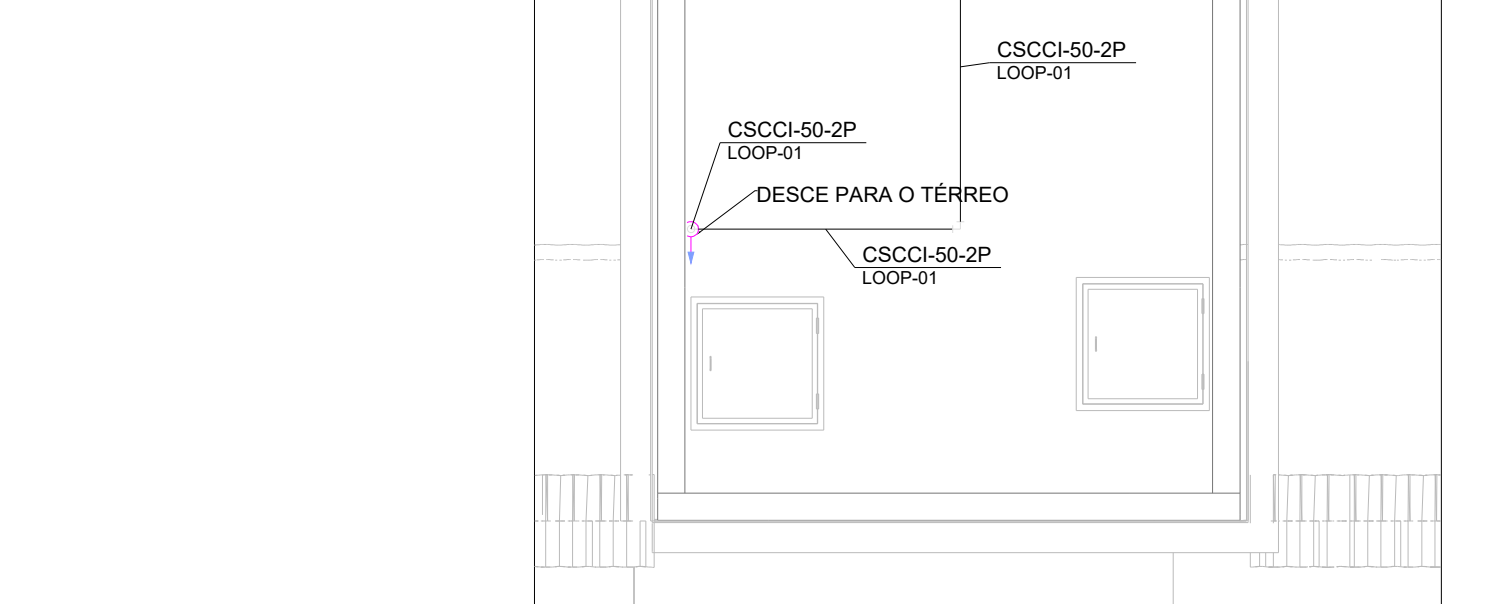 CSCCI-50-2P
LOOP-01
CSCCI-50-2P
LOOP-01
DESCE PARA O TÉRREO
CSCCI-50-2P
LOOP-01